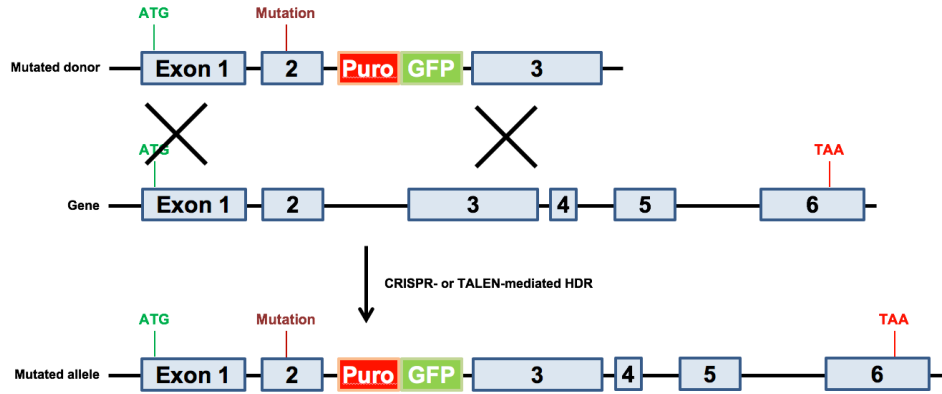 ATG Mutation
Mutated donor Exon 1 2 Puro GFP 3
ATG TAA
Gene Exon 1 2 3 4 5 6
CRISPR- or TALEN-mediated HDR
ATG Mutation TAA
Mutated allele Exon 1 2 Puro GFP 3 4 5 6